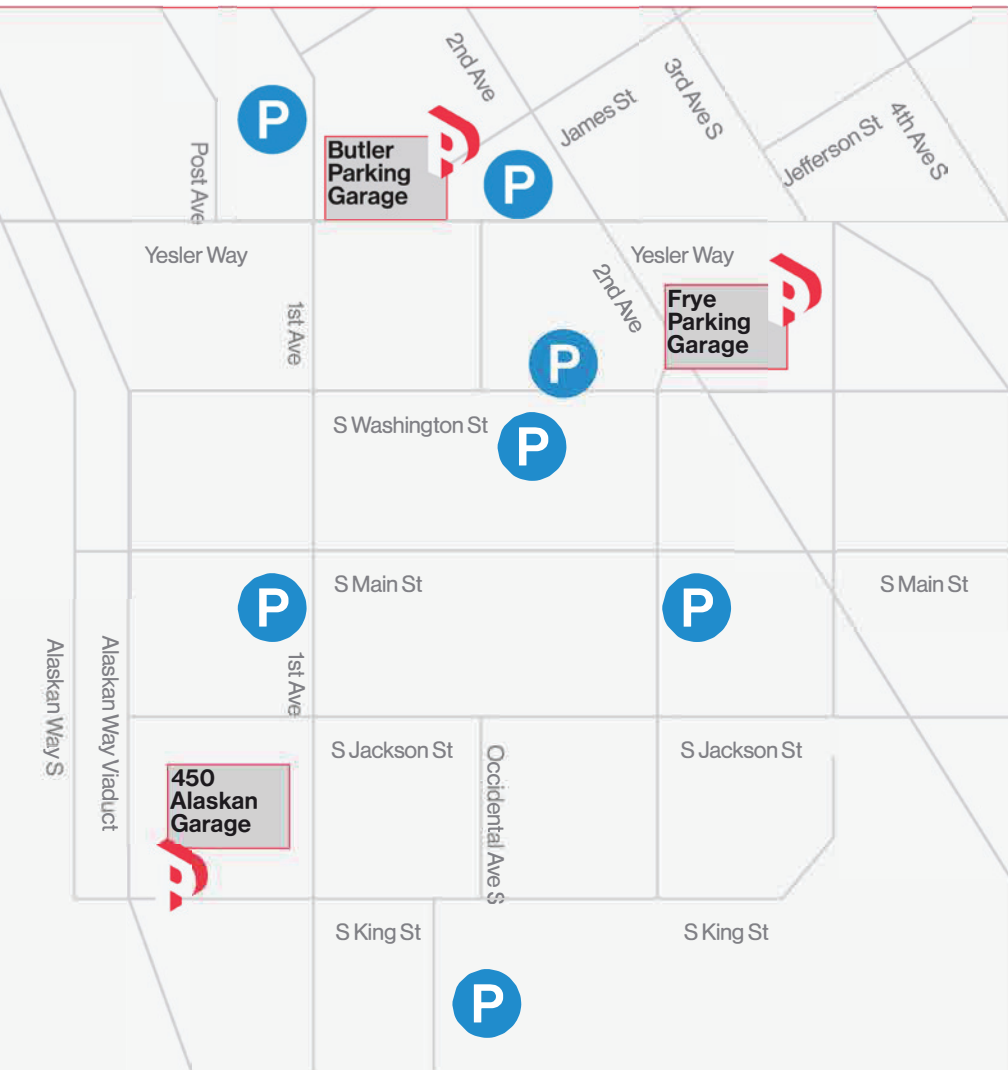 2nd Ave
3rd Ave S
James St
4th Ave S
Jefferson St
P
Post Ave
Butler
Parking
Garage
P
Yesler Way
Yesler Way
2nd Ave
Frye
Parking
Garage
1st Ave
P
S Washington St
P
S Main St
S Main St
P
P
Alaskan Way S
Alaskan Way Viaduct
1st Ave
S Jackson St
Occidental Ave S
S Jackson St
450
Alaskan
Garage
S King St
S King St
P